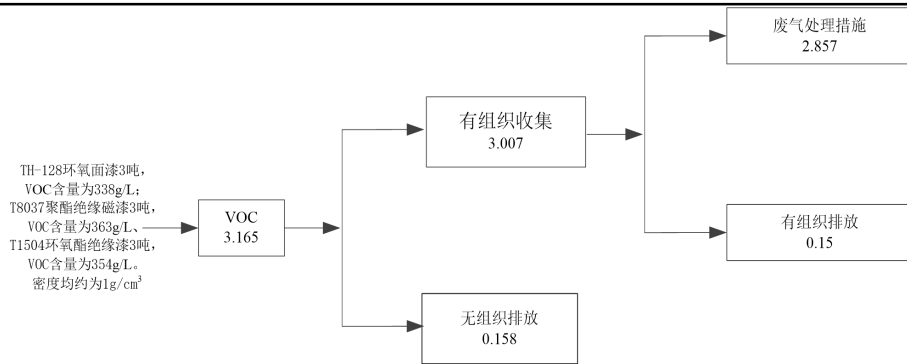 废气处理措施
2.857
有组织收集
3.007
TH-128环氧面漆3吨,
VOC含量为338g/L;
T8037聚酯绝缘磁漆3吨,
VOC含量为363g/L、
T1504环氧酯绝缘漆3吨,
VOC含量为354g/L。
密度均约为1g/cm³
VOC
3.165
有组织排放
0.15
无组织排放
0.158